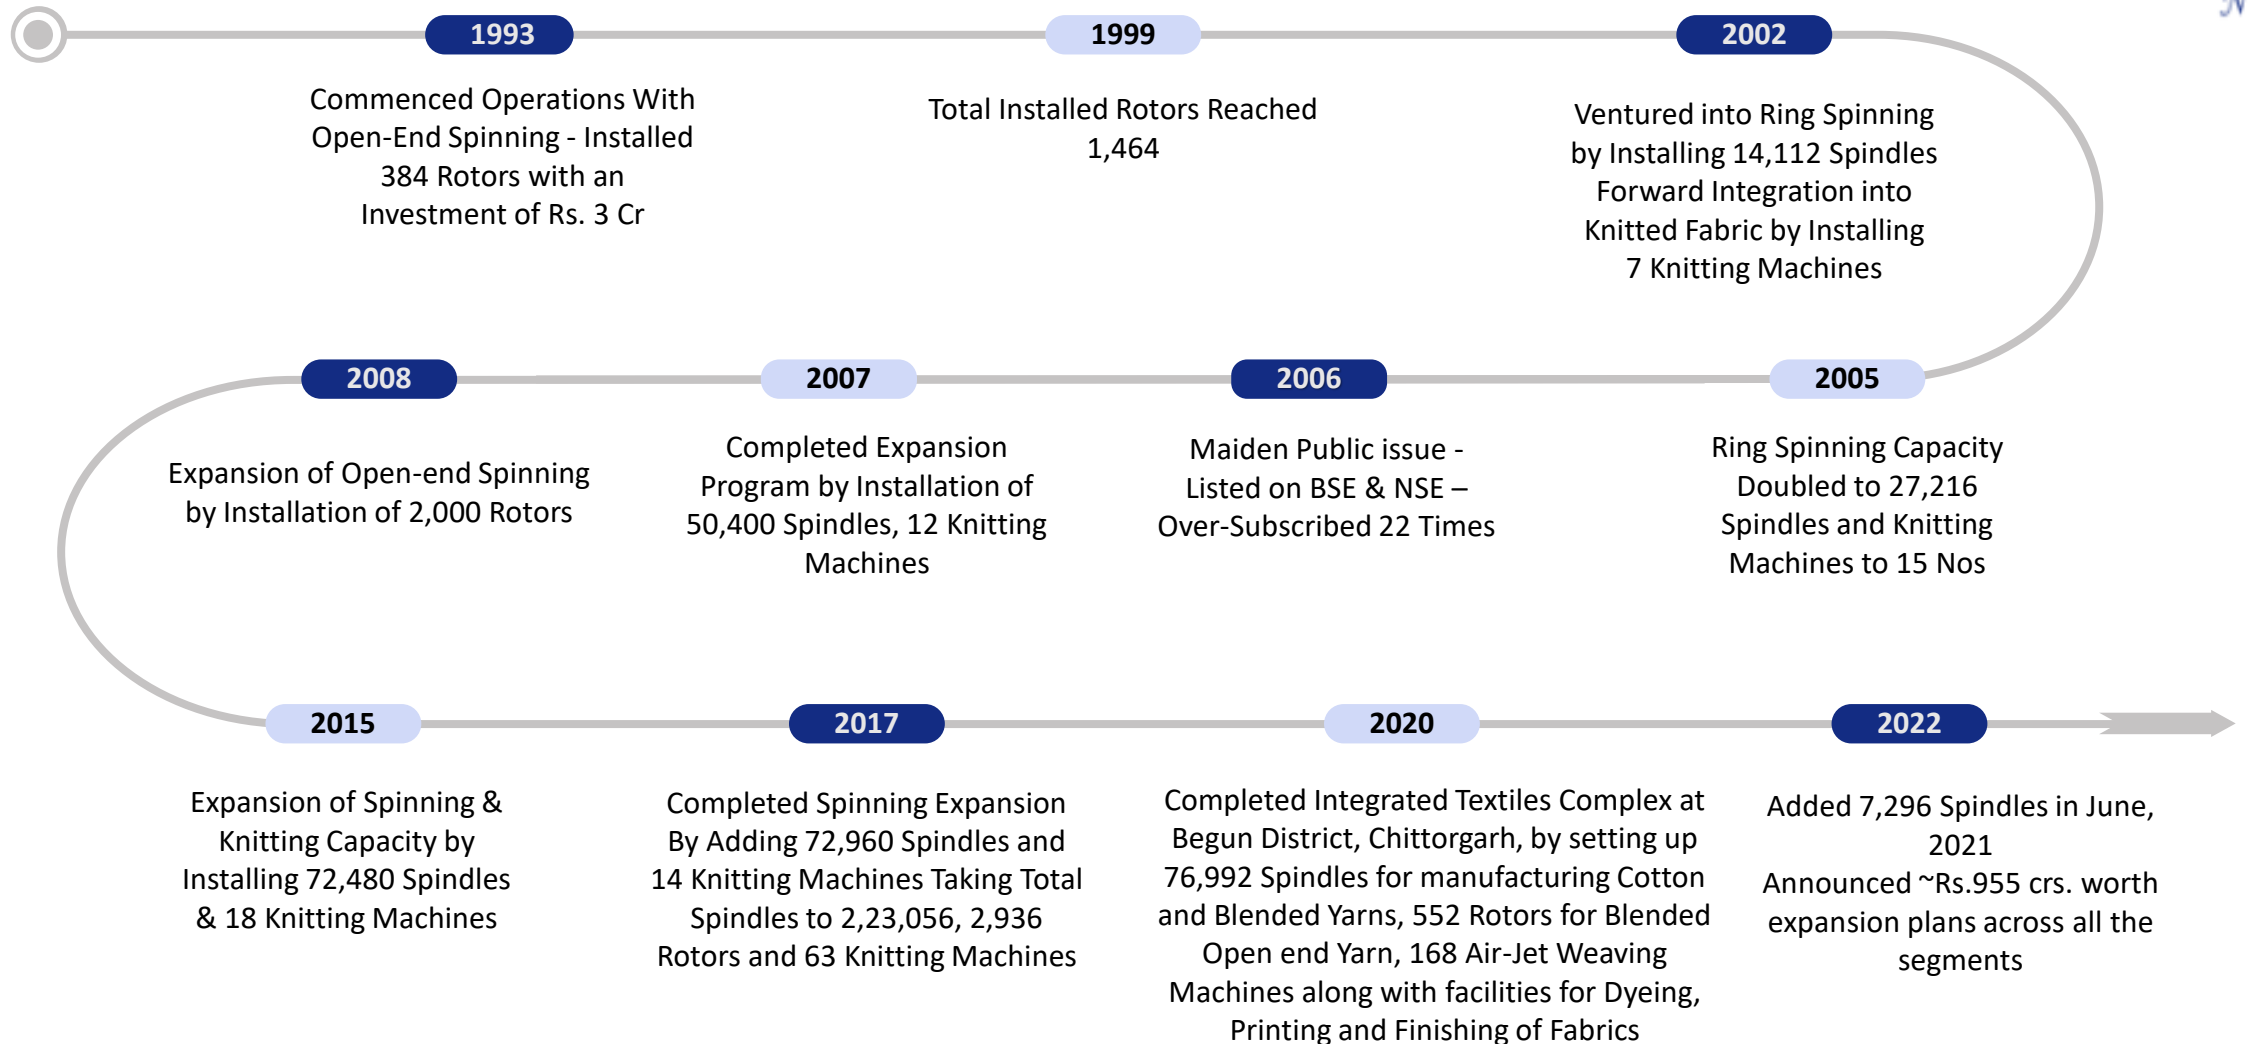 1993
Commenced Operations With
Open-End Spinning - Installed
384 Rotors with an
Investment of Rs. 3 Cr
1999
Total Installed Rotors Reached
1,464
2002
Ventured into Ring Spinning
by Installing 14,112 Spindles
Forward Integration into
Knitted Fabric by Installing
7 Knitting Machines
2005
Ring Spinning Capacity
Doubled to 27,216
Spindles and Knitting
Machines to 15 Nos
2006
Maiden Public issue -
Listed on BSE & NSE –
Over-Subscribed 22 Times
2007
Completed Expansion
Program by Installation of
50,400 Spindles, 12 Knitting
Machines
2008
Expansion of Open-end Spinning
by Installation of 2,000 Rotors
2015
Expansion of Spinning &
Knitting Capacity by
Installing 72,480 Spindles
& 18 Knitting Machines
2017
Completed Spinning Expansion
By Adding 72,960 Spindles and
14 Knitting Machines Taking Total
Spindles to 2,23,056, 2,936
Rotors and 63 Knitting Machines
2020
Completed Integrated Textiles Complex at
Begun District, Chittorgarh, by setting up
76,992 Spindles for manufacturing Cotton
and Blended Yarns, 552 Rotors for Blended
Open end Yarn, 168 Air-Jet Weaving
Machines along with facilities for Dyeing,
Printing and Finishing of Fabrics
2022
Added 7,296 Spindles in June,
2021
Announced ~Rs.955 crs. worth
expansion plans across all the
segments